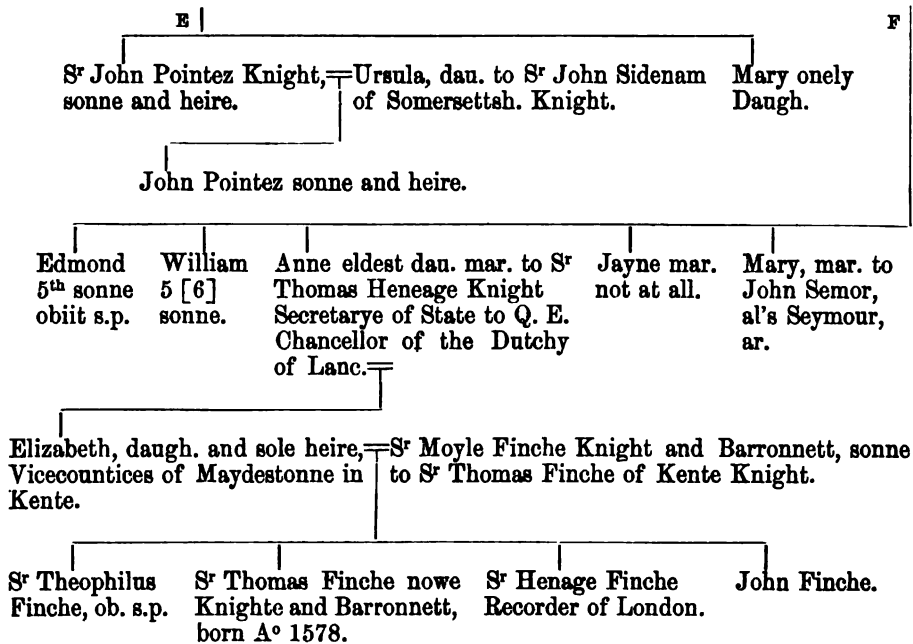 E F
Sr John Pointez Knight,
sonne and heire.
Ursula, dau. to Sr John Sidenam
of Somersettsh. Knight.
Mary onely
Daugh.
John Pointez sonne and heire.
Edmond
5th sonne
obiit s.p.
William
5 [6]
sonne.
Anne eldest dau. mar. to Sr
Thomas Heneage Knight
Secretarye of State to Q. E.
Chancellor of the Dutchy
of Lanc.
Jayne mar.
not at all.
Mary, mar. to
John Semor,
al's Seymour,
ar.
Elizabeth, daugh. and sole heire,
Vicecountices of Maydestonne in
Kente.
Sr Moyle Finche Knight and Barronnett, sonne
to Sr Thomas Finche of Kente Knight.
Sr Theophilus
Finche, ob. s.p.
Sr Thomas Finche nowe
Knighte and Barronnett,
born Ao 1578.
Sr Henage Finche
Recorder of London.
John Finche.